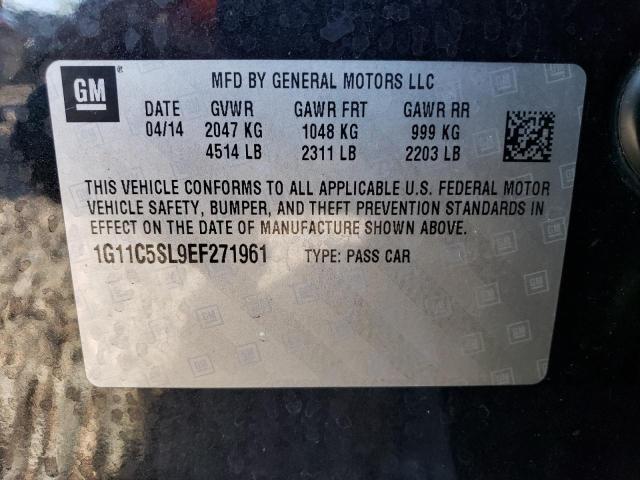 GM ®
MFD BY GENERAL MOTORS LLC
DATE GVWR GAWR FRT GAWR RR
04/14 2047 KG 1048 KG 999 KG
4514 LB 2311 LB 2203 LB
THIS VEHICLE CONFORMS TO ALL APPLICABLE U.S. FEDERAL MOTOR
VEHICLE SAFETY, BUMPER, AND THEFT PREVENTION STANDARDS
IN EFFECT ON THE DATE OF MANUFACTURE SHOWN ABOVE.
1G11C5SL9EF271961 TYPE: PASS CAR